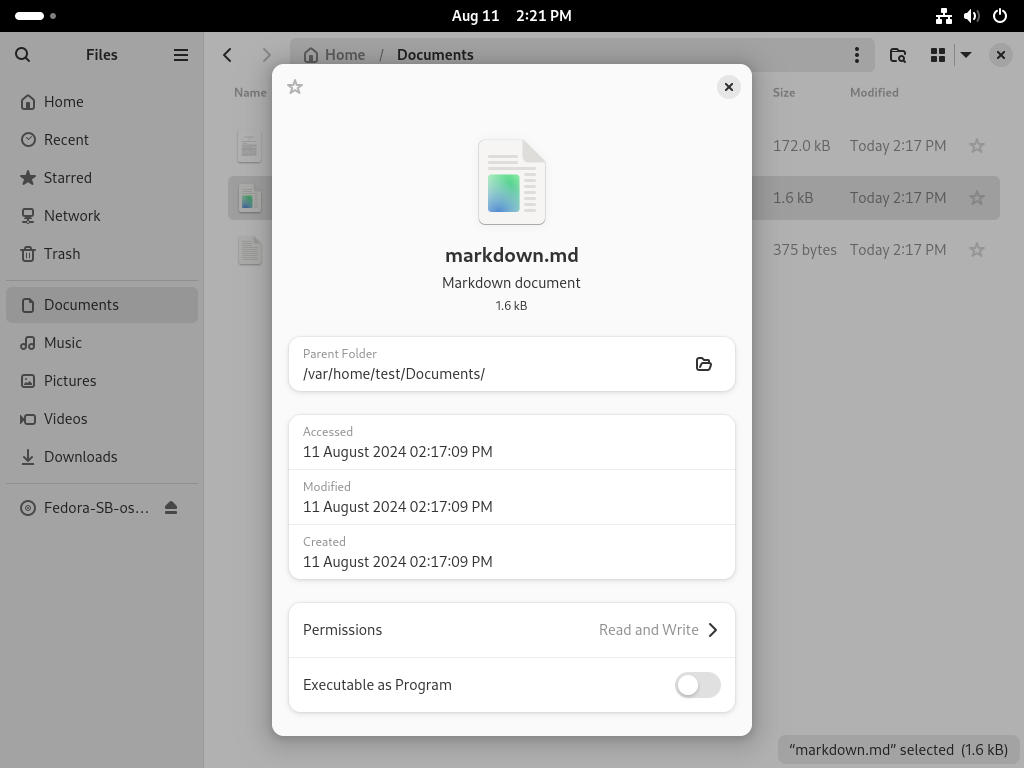 Aug 11 2:21 PM
Files
Home / Documents
Name Size Modified
Home
Recent
Starred
Network
Trash
Documents
Music
Pictures
Videos
Downloads
Fedora-SB-os…
172.0 kB Today 2:17 PM
1.6 kB Today 2:17 PM
375 bytes Today 2:17 PM
markdown.md
Markdown document
1.6 kB
Parent Folder
/var/home/test/Documents/
Accessed
11 August 2024 02:17:09 PM
Modified
11 August 2024 02:17:09 PM
Created
11 August 2024 02:17:09 PM
Permissions Read and Write
Executable as Program
“markdown.md” selected (1.6 kB)